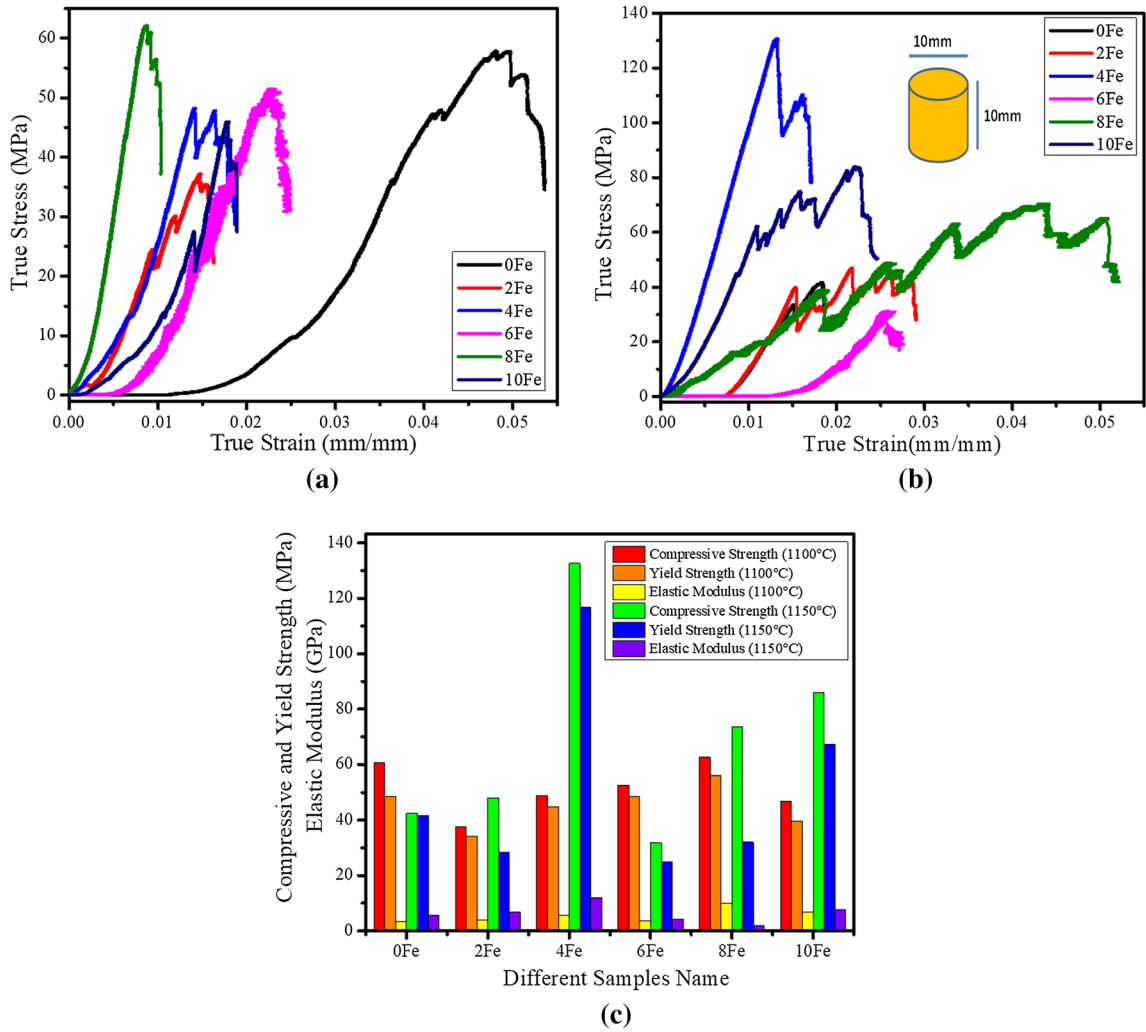 True Stress (MPa)
60
50
40
30
20
10
0
0.00 0.01 0.02 0.03 0.04 0.05
True Strain (mm/mm)
0Fe
2Fe
4Fe
6Fe
8Fe
10Fe
(a)
True Stress (MPa)
140
120
100
80
60
40
20
0
0.00 0.01 0.02 0.03 0.04 0.05
True Strain(mm/mm)
10mm
10mm
0Fe
2Fe
4Fe
6Fe
8Fe
10Fe
(b)
Compressive and Yield Strength (MPa)
Elastic Modulus (GPa)
140
120
100
80
60
40
20
0
Compressive Strength (1100°C)
Yield Strength (1100°C)
Elastic Modulus (1100°C)
Compressive Strength (1150°C)
Yield Strength (1150°C)
Elastic Modulus (1150°C)
0Fe 2Fe 4Fe 6Fe 8Fe 10Fe
Different Samples Name
(c)